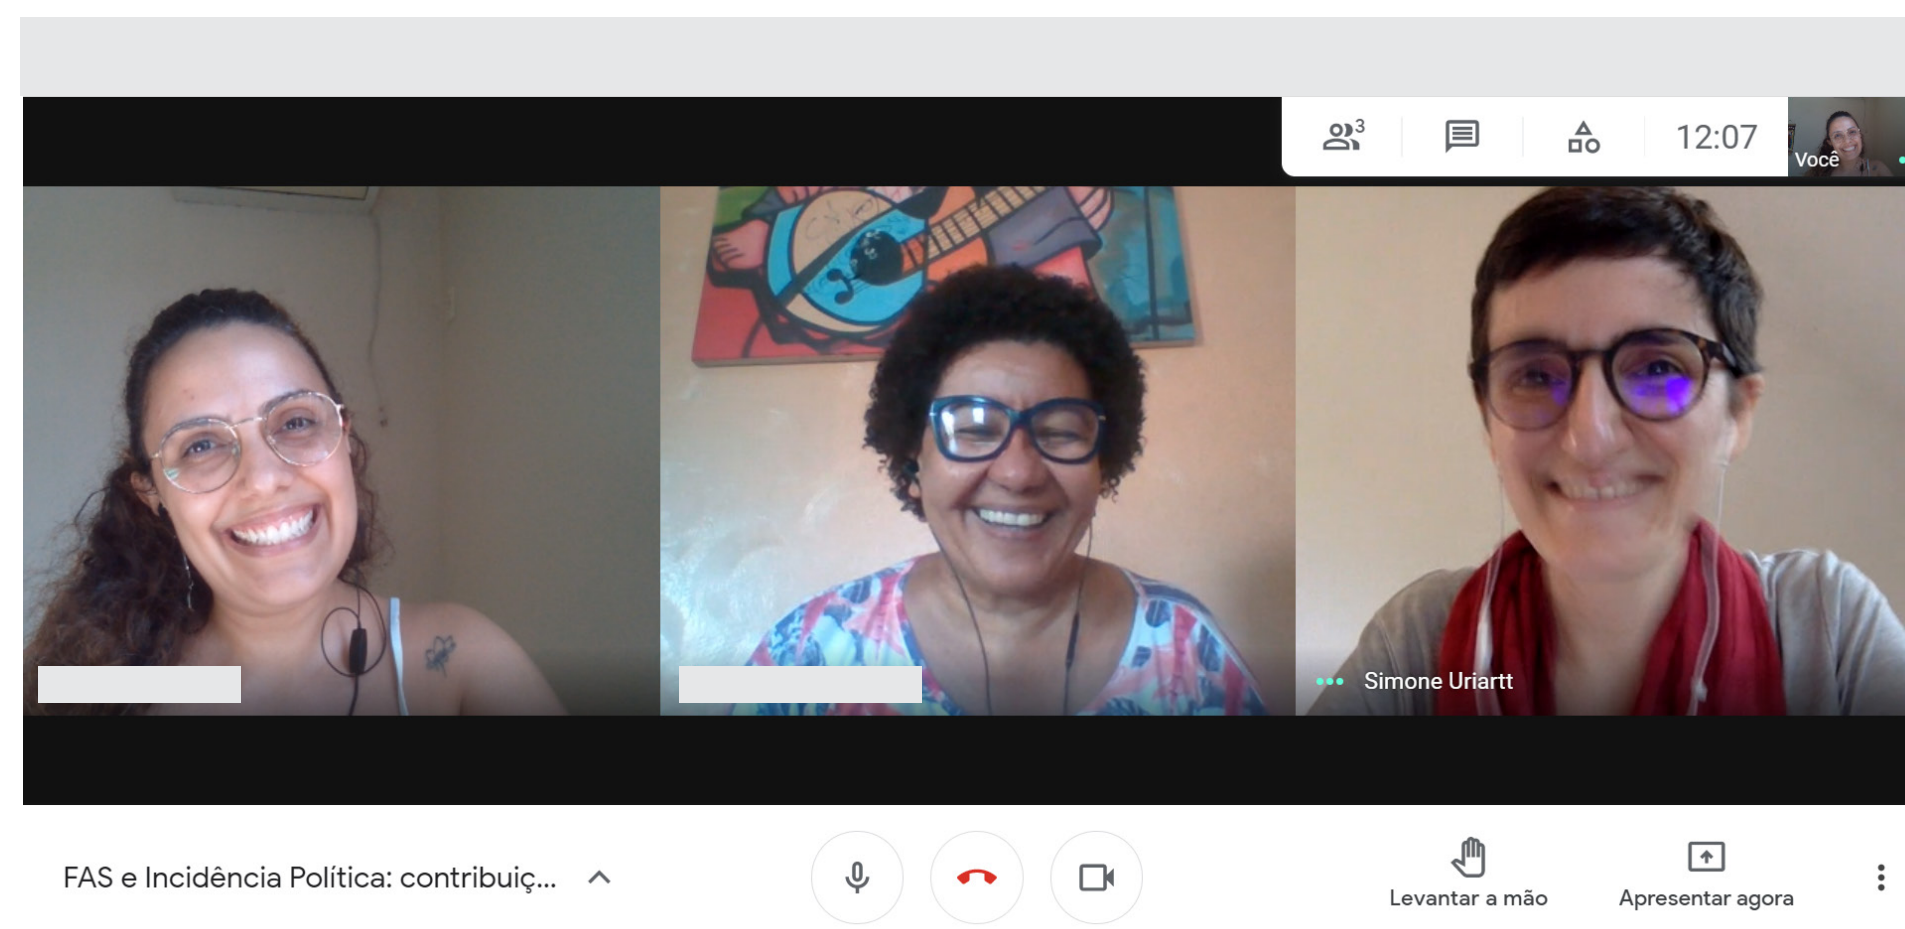 3
12:07
Você
Simone Uriartt
FAS e Incidência Política: contribuiç...
Levantar a mão
Apresentar agora